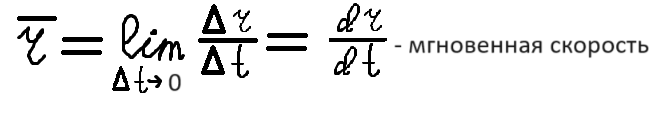 r̅ = lim Δr/Δt = dr/dt - мгновенная скорость
Δt→0